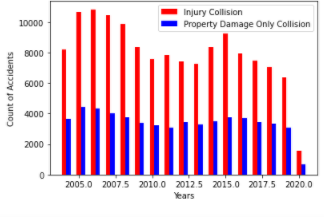 Injury Collision
Property Damage Only Collision
Count of Accidents
10000
8000
6000
4000
2000
0
2005.0 2007.5 2010.0 2012.5 2015.0 2017.5 2020.0
Years